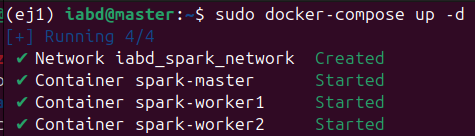 (ej1) iabd@master:~$ sudo docker-compose up -d
[+] Running 4/4
✔ Network iabd_spark_network Created
✔ Container spark-master Started
✔ Container spark-worker1 Started
✔ Container spark-worker2 Started